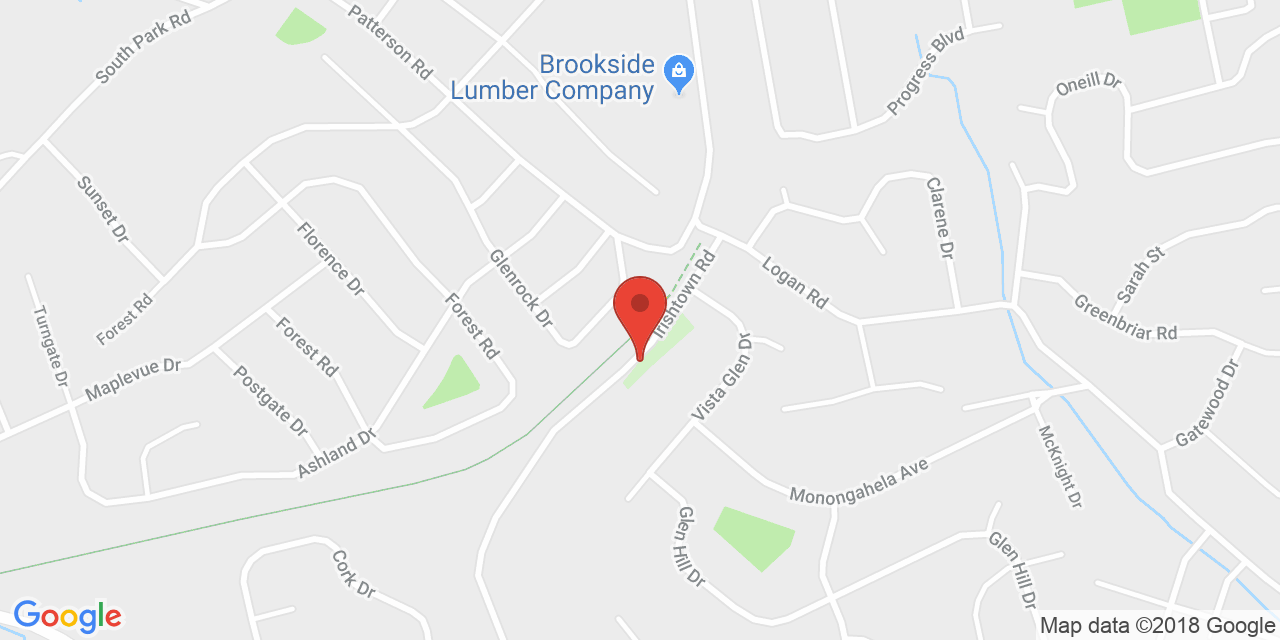 South Park Rd
Patterson Rd
Brookside
Lumber Company
Progress Blvd
Oneill Dr
Sunset Dr
Florence Dr
Glenrock Dr
Clarene Dr
Irishtown Rd
Logan Rd
Sarah St
Greenbriar Rd
Forest Rd
Turngate Dr
Forest Rd
Forest Rd
Maplevue Dr
Postgate Dr
Vista Glen Dr
Gatewood Dr
Ashland Dr
McKnight Dr
Monongahela Ave
Cork Dr
Glen Hill Dr
Glen Hill Dr
Google
Map data ©2018 Google